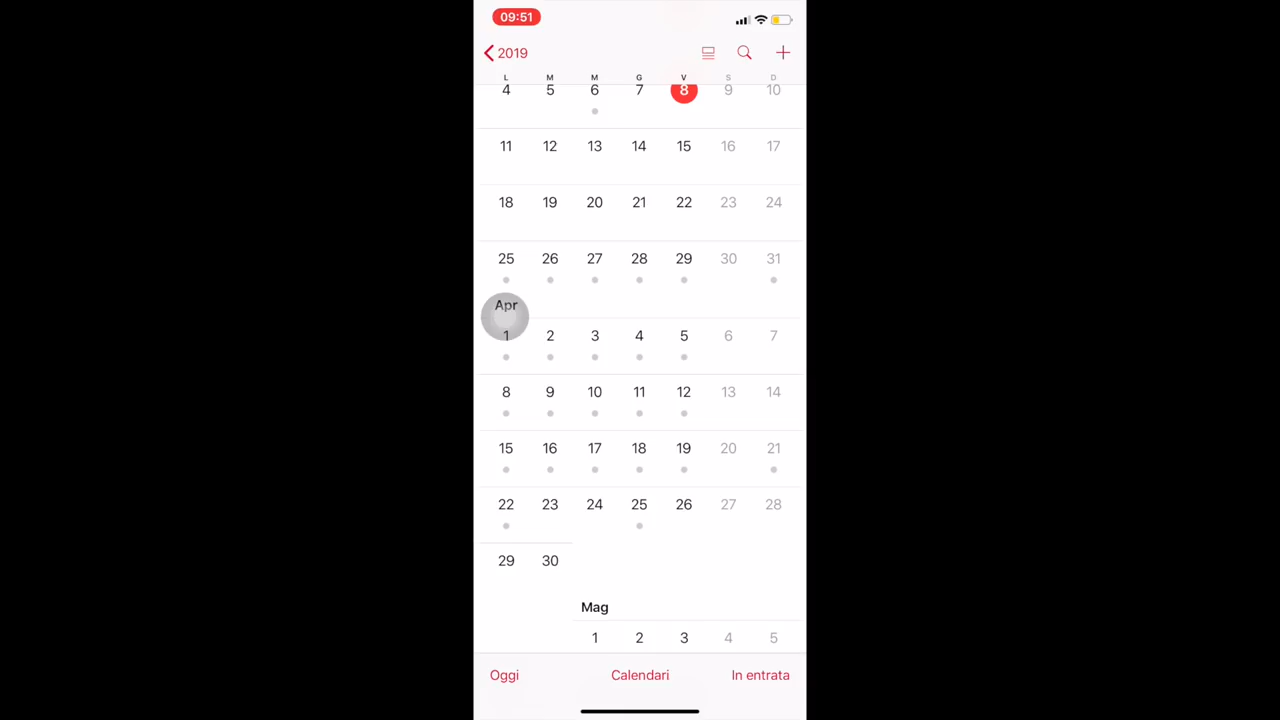 09:51
2019
L M M G V S D
4 5 6 7 8 9 10
11 12 13 14 15 16 17
18 19 20 21 22 23 24
25 26 27 28 29 30 31
Apr
1 2 3 4 5 6 7
8 9 10 11 12 13 14
15 16 17 18 19 20 21
22 23 24 25 26 27 28
29 30
Mag
1 2 3 4 5
Oggi Calendari In entrata